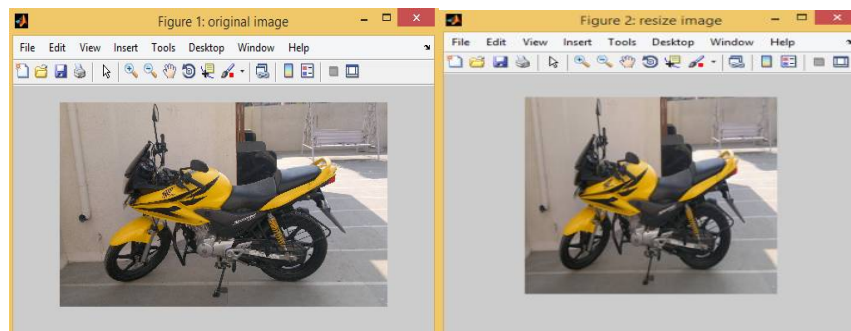 Figure 1: original image
File Edit View Insert Tools Desktop Window Help
Figure 2: resize image
File Edit View Insert Tools Desktop Window Help